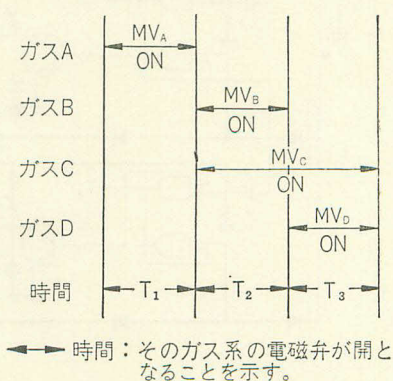 ガスA MVA ON
ガスB MVB ON
ガスC MVC ON
ガスD MVD ON
時間 T1 T2 T3
時間：そのガス系の電磁弁が開と
なることを示す。